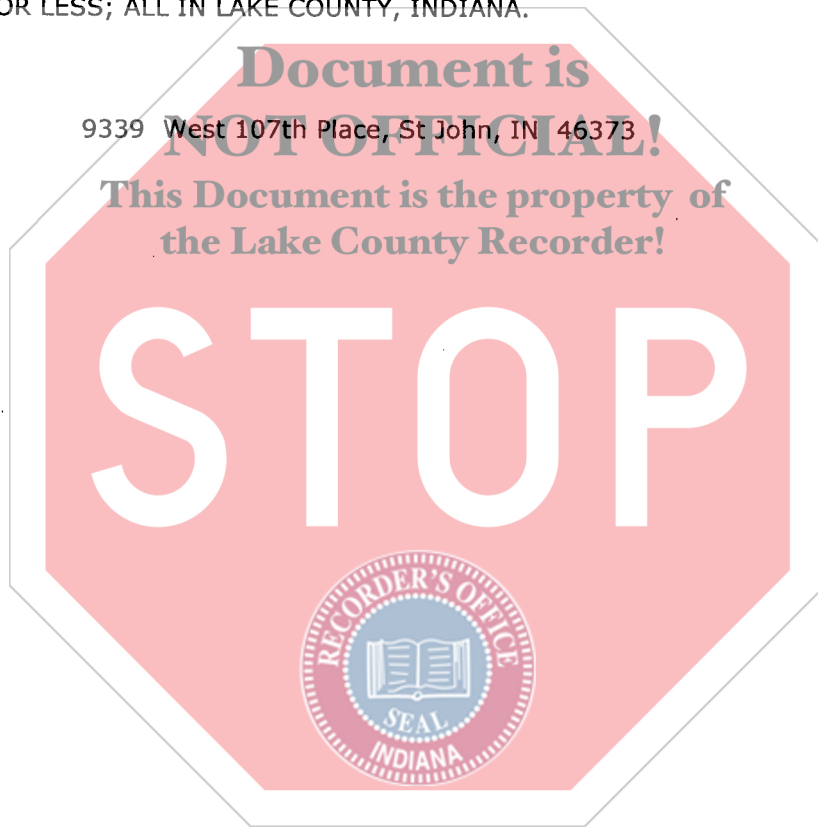 OR LESS; ALL IN LAKE COUNTY, INDIANA.
Document is
9339 West 107th Place, St John, IN 46373
NOT OFFICIAL!
This Document is the property of
the Lake County Recorder!
STOP
RECORDER'S OFFICE
SEAL
INDIANA